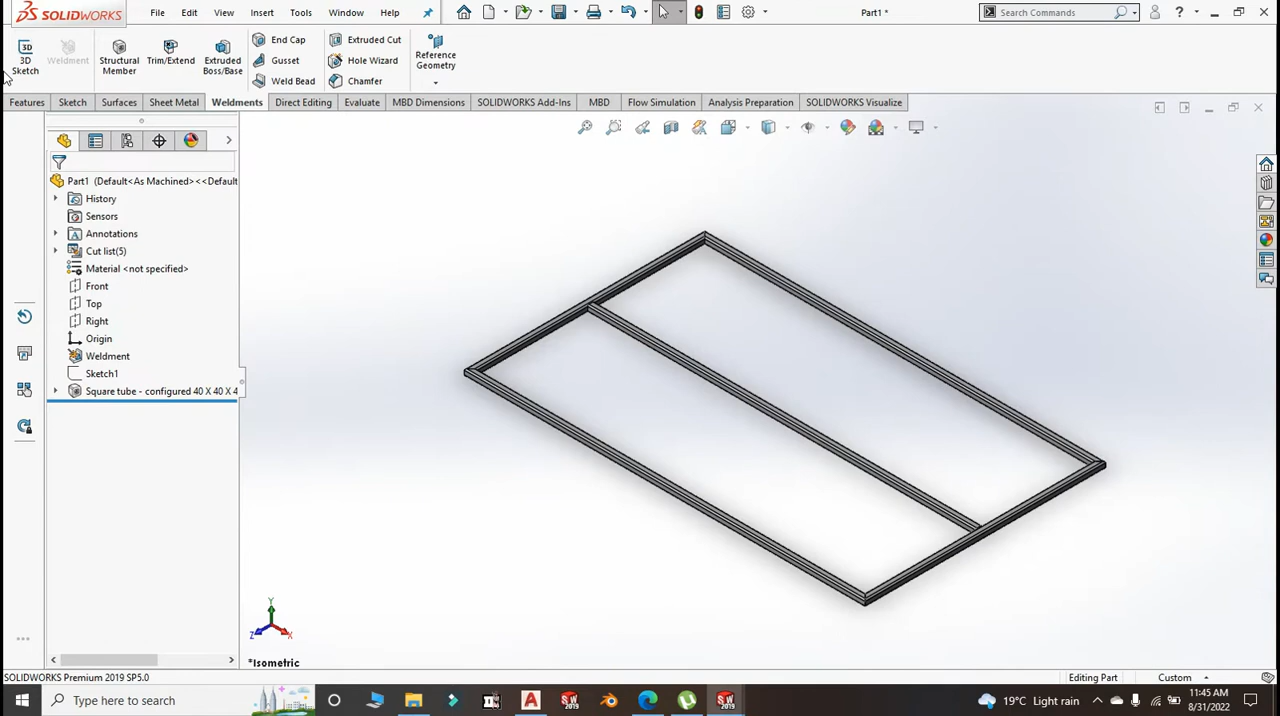 SOLIDWORKS File Edit View Insert Tools Window Help Part1 * Search Commands ?
3D Sketch
Weldment
Structural Member
Trim/Extend
Extruded Boss/Base
End Cap
Gusset
Weld Bead
Extruded Cut
Hole Wizard
Chamfer
Reference Geometry
Features Sketch Surfaces Sheet Metal Weldments Direct Editing Evaluate MBD Dimensions SOLIDWORKS Add-Ins MBD Flow Simulation Analysis Preparation SOLIDWORKS Visualize
Part1 (Default<As Machined><<Default
History
Sensors
Annotations
Cut list(5)
Material <not specified>
Front
Top
Right
Origin
Weldment
Sketch1
Square tube - configured 40 X 40 X 4
Y
Z X
*Isometric
SOLIDWORKS Premium 2019 SP5.0 Editing Part Custom
Type here to search
A
SW 2019
SW 2019
19°C Light rain
11:45 AM
8/31/2022